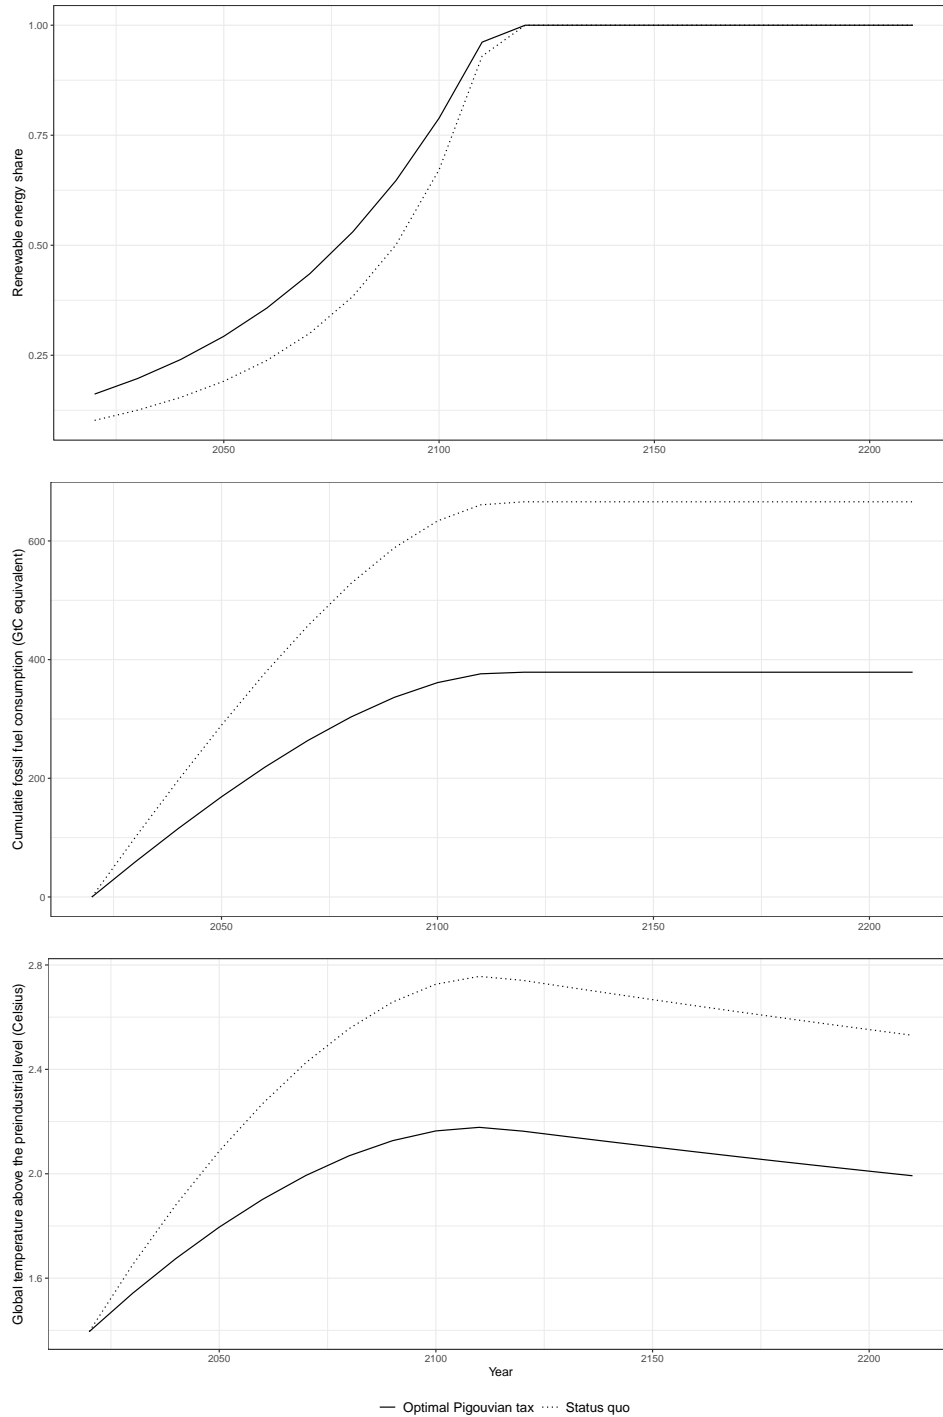 Renewable energy share
1.00
0.75
0.50
0.25
2050 2100 2150 2200
Cumulatie fossil fuel consumption (GtC equivalent)
600
400
200
0
2050 2100 2150 2200
Global temperature above the preindustrial level (Celsius)
2.8
2.4
2.0
1.6
2050 2100 2150 2200
Year
Optimal Pigouvian tax Status quo